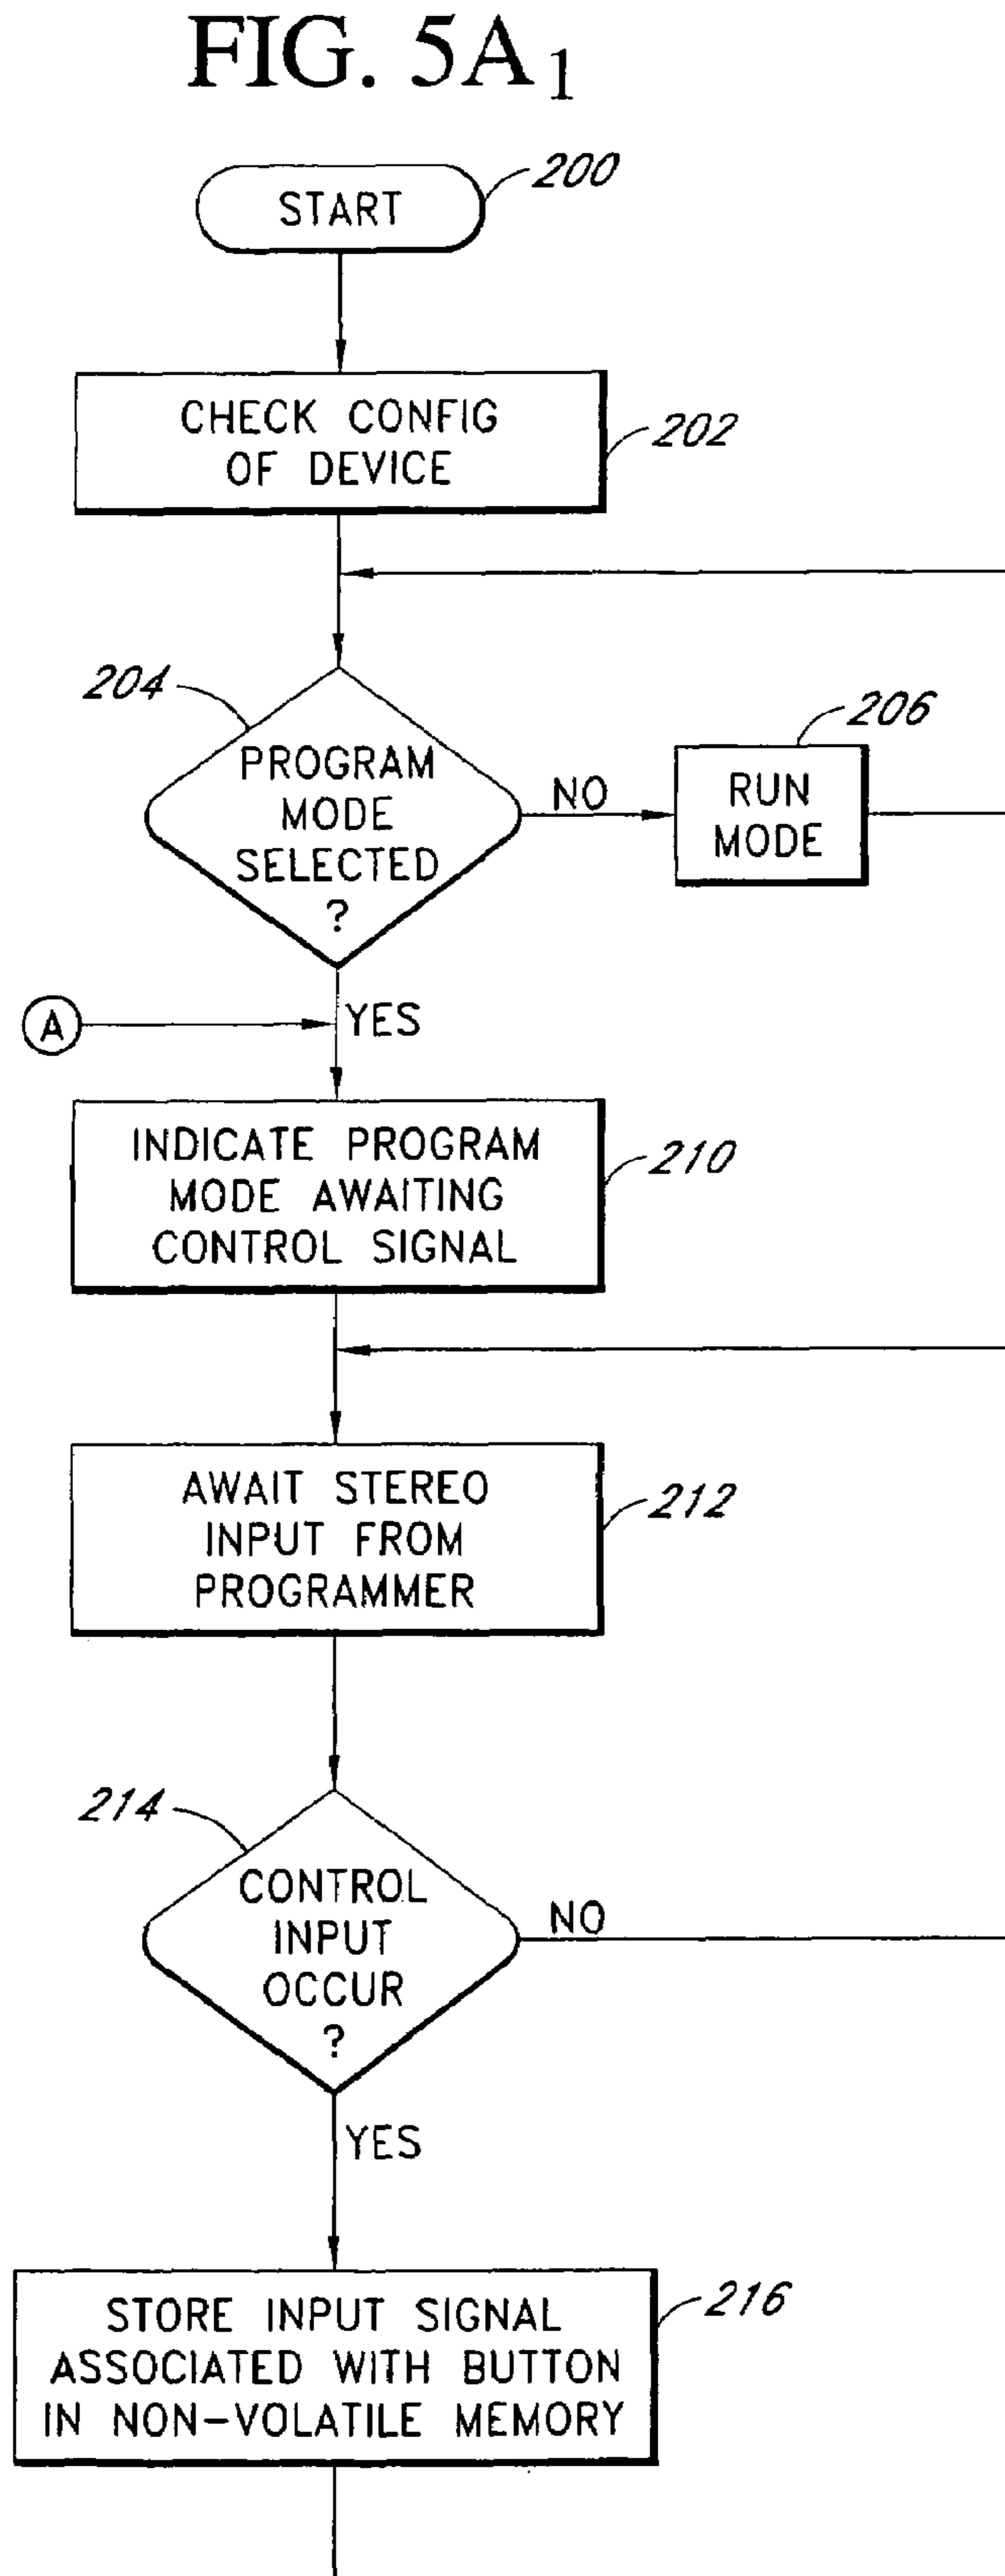 FIG. 5A1
START
200
CHECK CONFIG
OF DEVICE
202
204
PROGRAM
MODE
SELECTED
?
NO
206
RUN
MODE
A
YES
INDICATE PROGRAM
MODE AWAITING
CONTROL SIGNAL
210
AWAIT STEREO
INPUT FROM
PROGRAMMER
212
214
CONTROL
INPUT
OCCUR
?
NO
YES
STORE INPUT SIGNAL
ASSOCIATED WITH BUTTON
IN NON-VOLATILE MEMORY
216